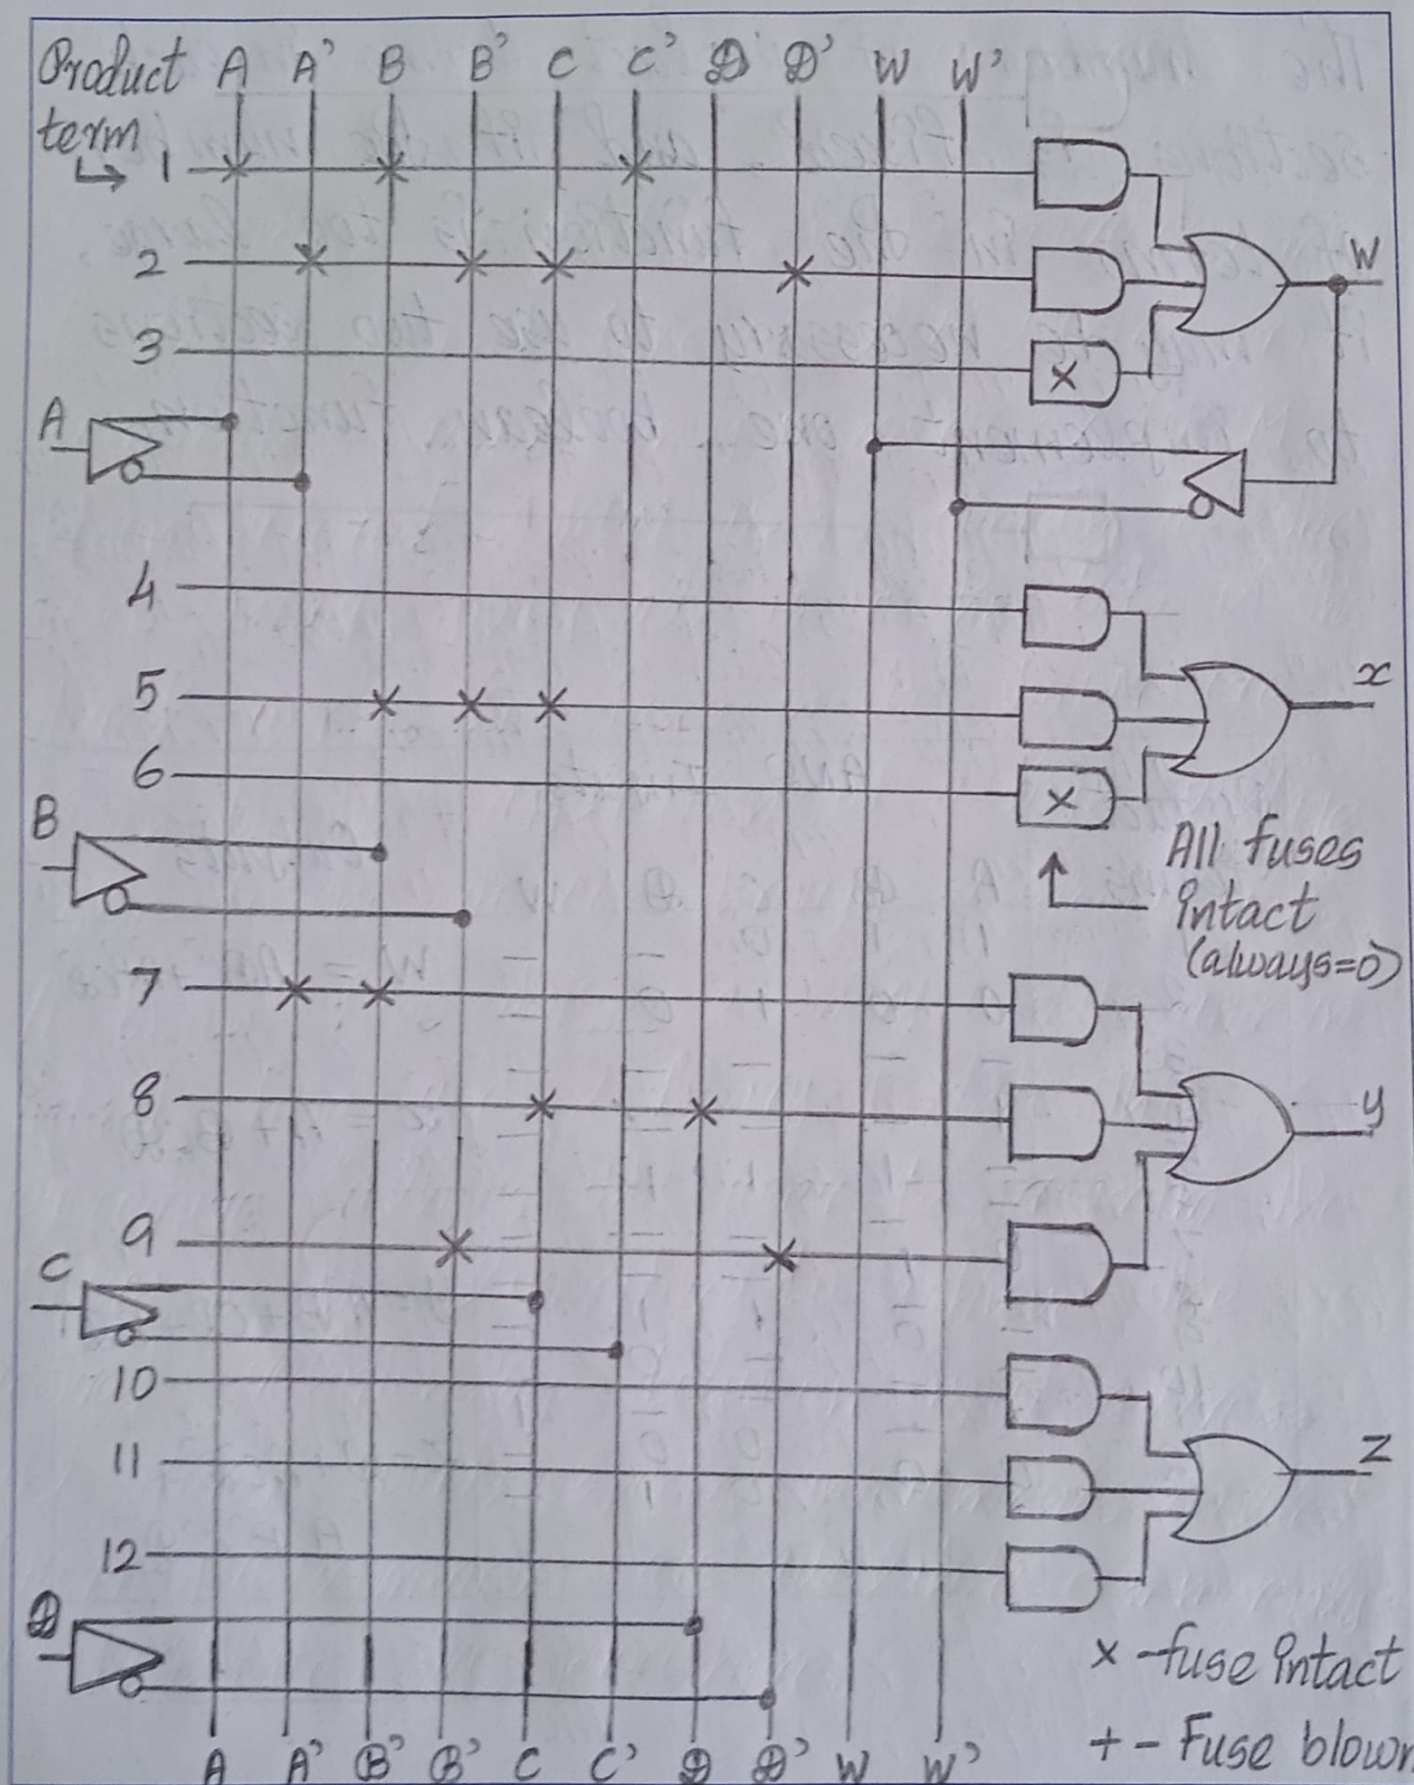 Product A A' B B' C C' D D' W W'
term
1
2
W
3
A
4
x
5
6
B
All fuses
intact
(always=0)
7
8
y
9
C
10
z
11
12
D
× - fuse intact
+ - Fuse blown
A A' B' B' C C' D D' W W'